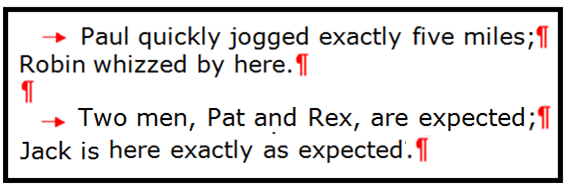 → Paul quickly jogged exactly five miles;¶
Robin whizzed by here.¶
¶
→ Two men, Pat and Rex, are expected;¶
Jack is here exactly as expected.¶